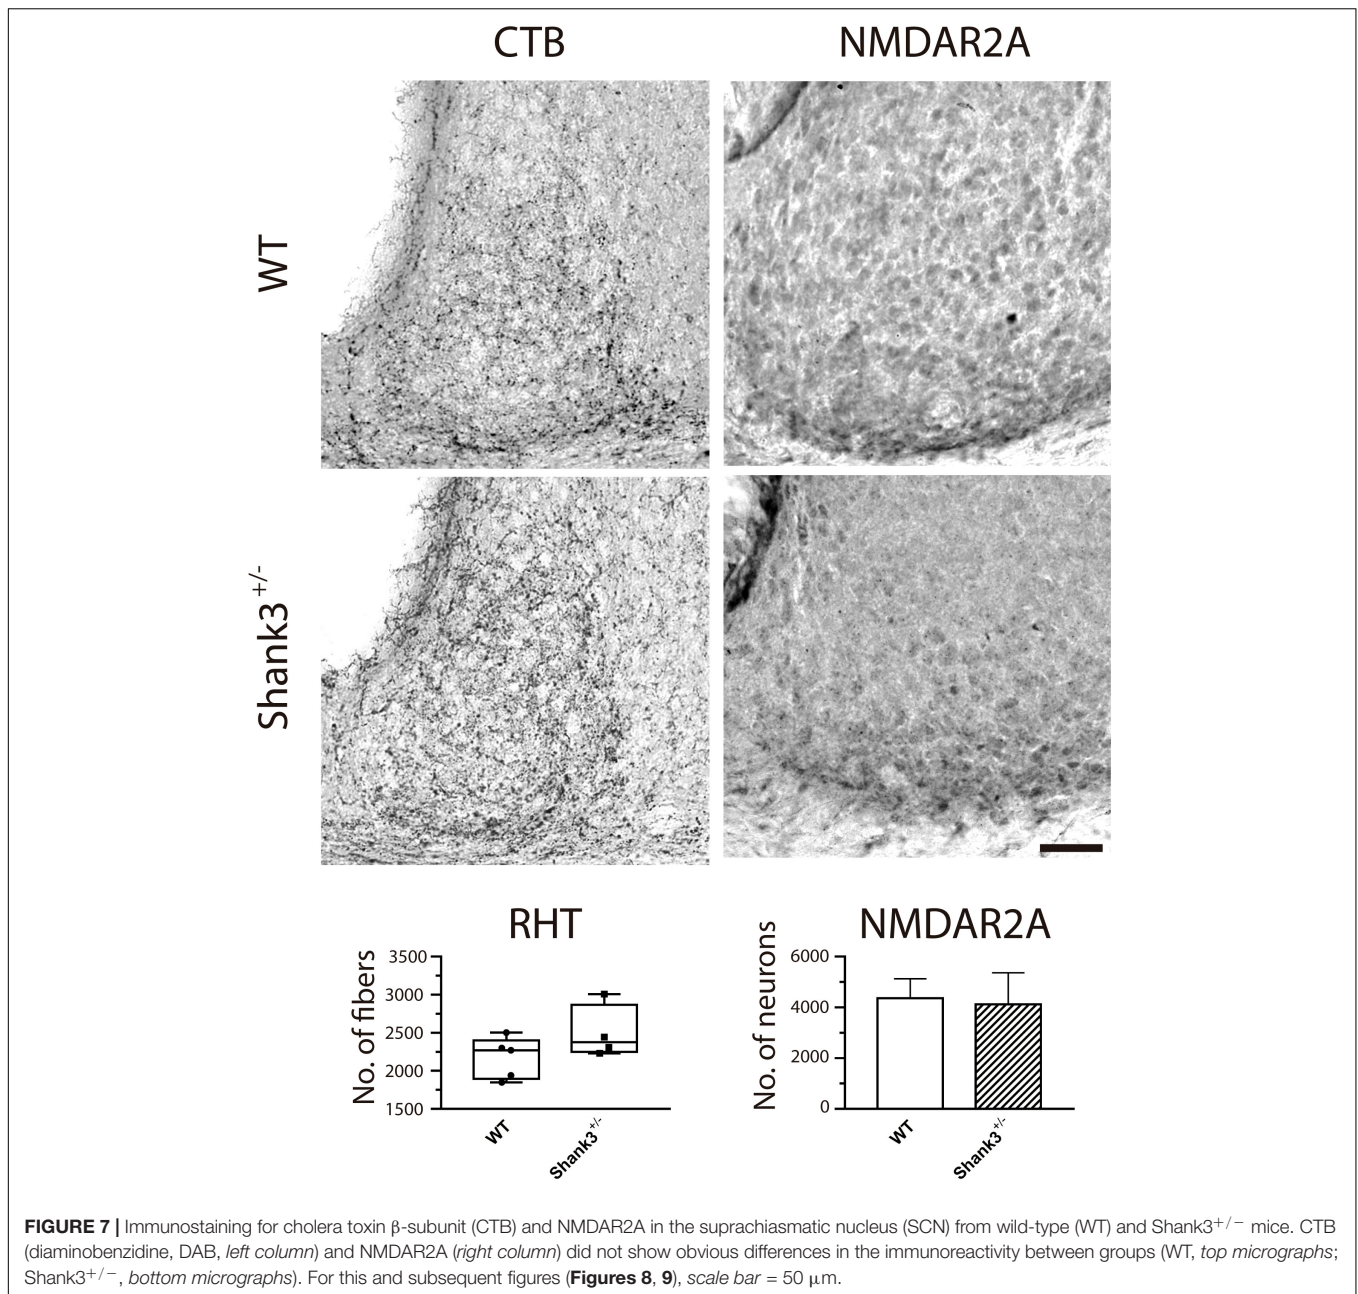 CTB
NMDAR2A
WT
Shank3+/−
RHT
NMDAR2A
No. of fibers
3500
3000
2500
2000
1500
WT
Shank3+/-
No. of neurons
6000
4000
2000
0
WT
Shank3+/-
FIGURE 7 | Immunostaining for cholera toxin β-subunit (CTB) and NMDAR2A in the suprachiasmatic nucleus (SCN) from wild-type (WT) and Shank3+/− mice. CTB
(diaminobenzidine, DAB, left column) and NMDAR2A (right column) did not show obvious differences in the immunoreactivity between groups (WT, top micrographs;
Shank3+/−, bottom micrographs). For this and subsequent figures (Figures 8, 9), scale bar = 50 μm.